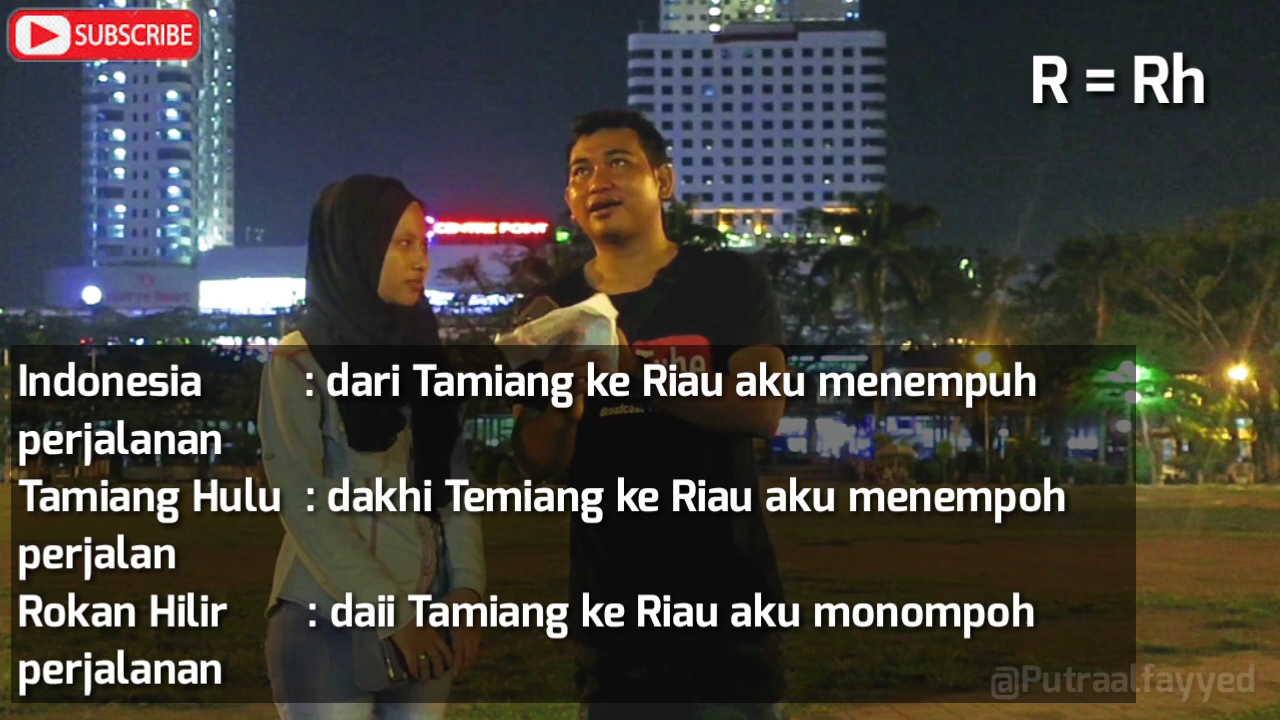 SUBSCRIBE
R = Rh
CENTRE POINT
Indonesia : dari Tamiang ke Riau aku menempuh
perjalanan
Tamiang Hulu : dakhi Temiang ke Riau aku menempoh
perjalan
Rokan Hilir : daii Tamiang ke Riau aku monompoh
perjalanan
@Putraalfayyed